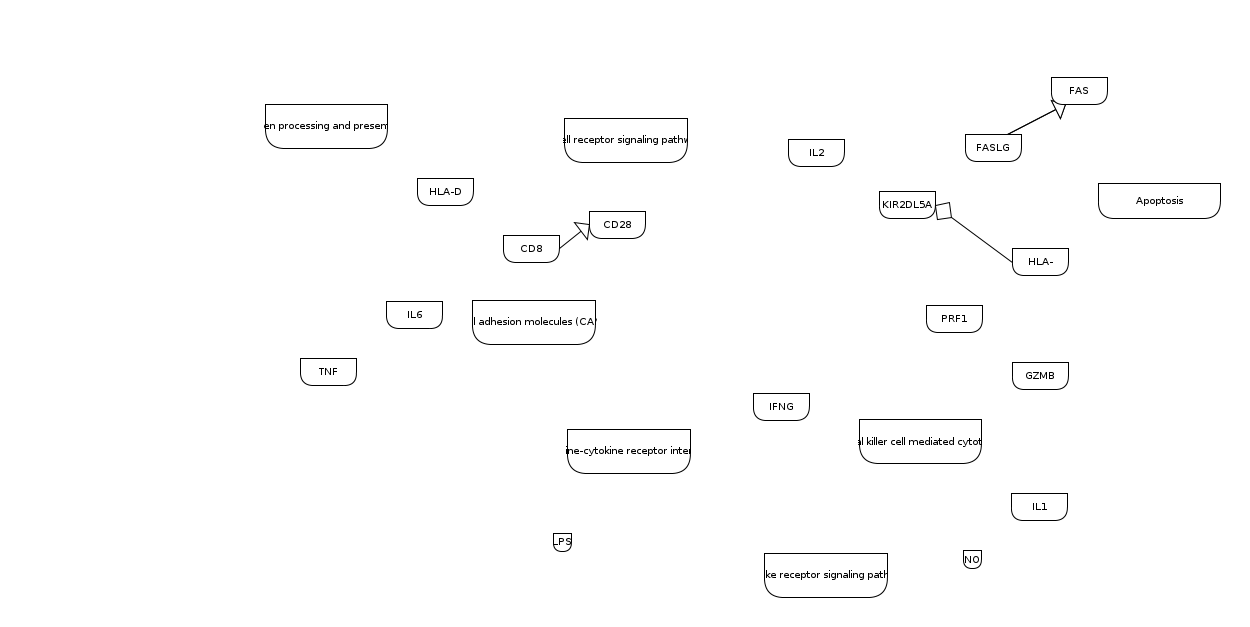 FAS
en processing and presen
ell receptor signaling pathw
IL2
FASLG
HLA-D
KIR2DL5A
Apoptosis
CD28
CD8
HLA-
IL6
l adhesion molecules (CA
PRF1
TNF
GZMB
IFNG
ine-cytokine receptor inter
al killer cell mediated cytot
IL1
LPS
NO
ke receptor signaling path